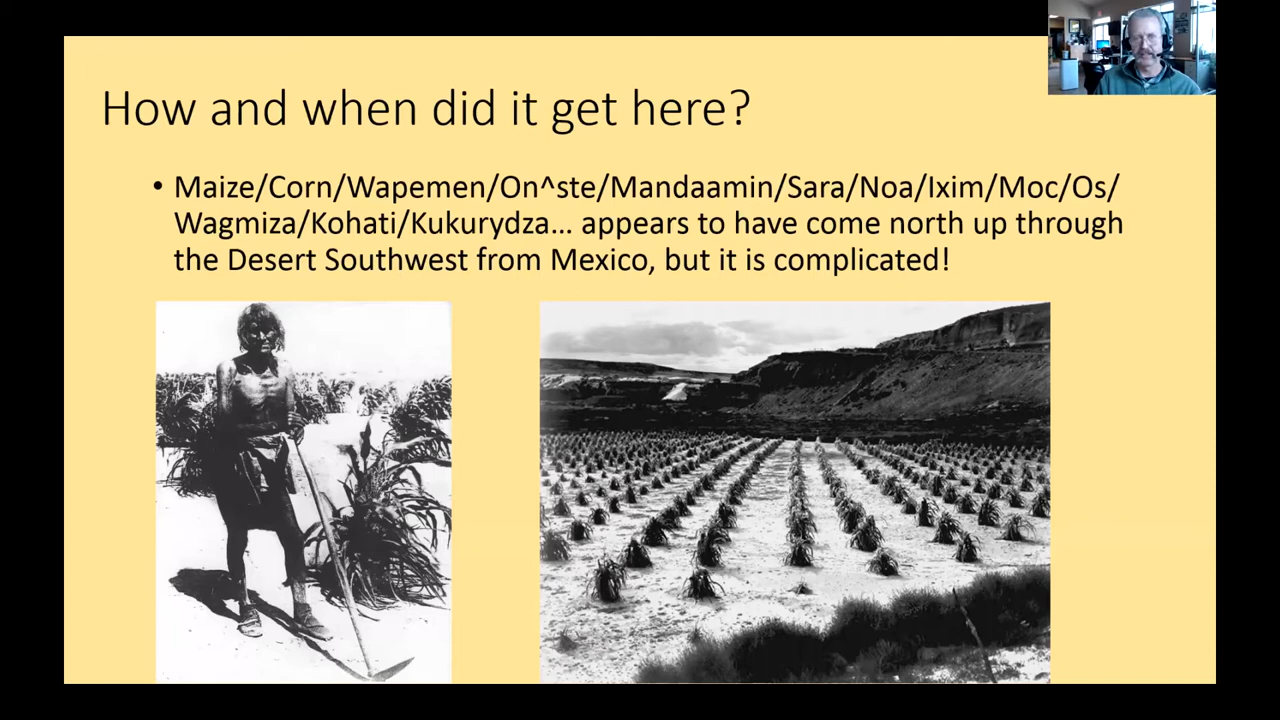 How and when did it get here?
• Maize/Corn/Wapemen/On^ste/Mandaamin/Sara/Noa/Ixim/Moc/Os/
Wagmiza/Kohati/Kukurydza... appears to have come north up through
the Desert Southwest from Mexico, but it is complicated!